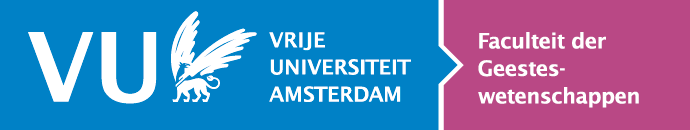 VU
VRIJE
UNIVERSITEIT
AMSTERDAM
Faculteit der
Geestes-
wetenschappen